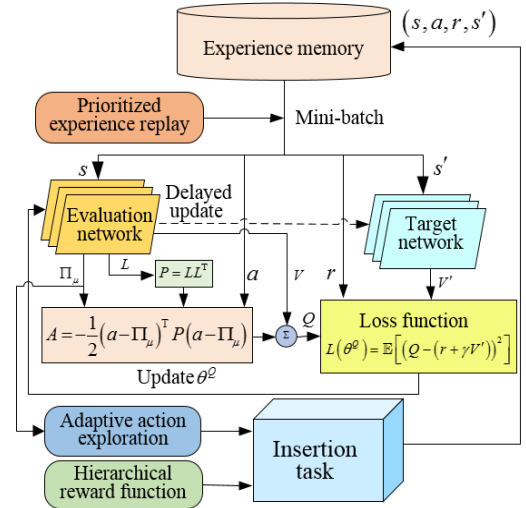 (s, a, r, s′)
Experience memory
Prioritized
experience replay
Mini-batch
s
s′
Delayed
update
Evaluation
network
Target
network
Π_μ
L
P = LL^T
a
V
r
V′
A = −1/2 (a − Π_μ)^T P (a − Π_μ)
Σ
Q
Loss function
L(θ^Q) = 𝔼[(Q − (r + γV′))^2]
Update θ^Q
Adaptive action
exploration
Insertion
task
Hierarchical
reward function